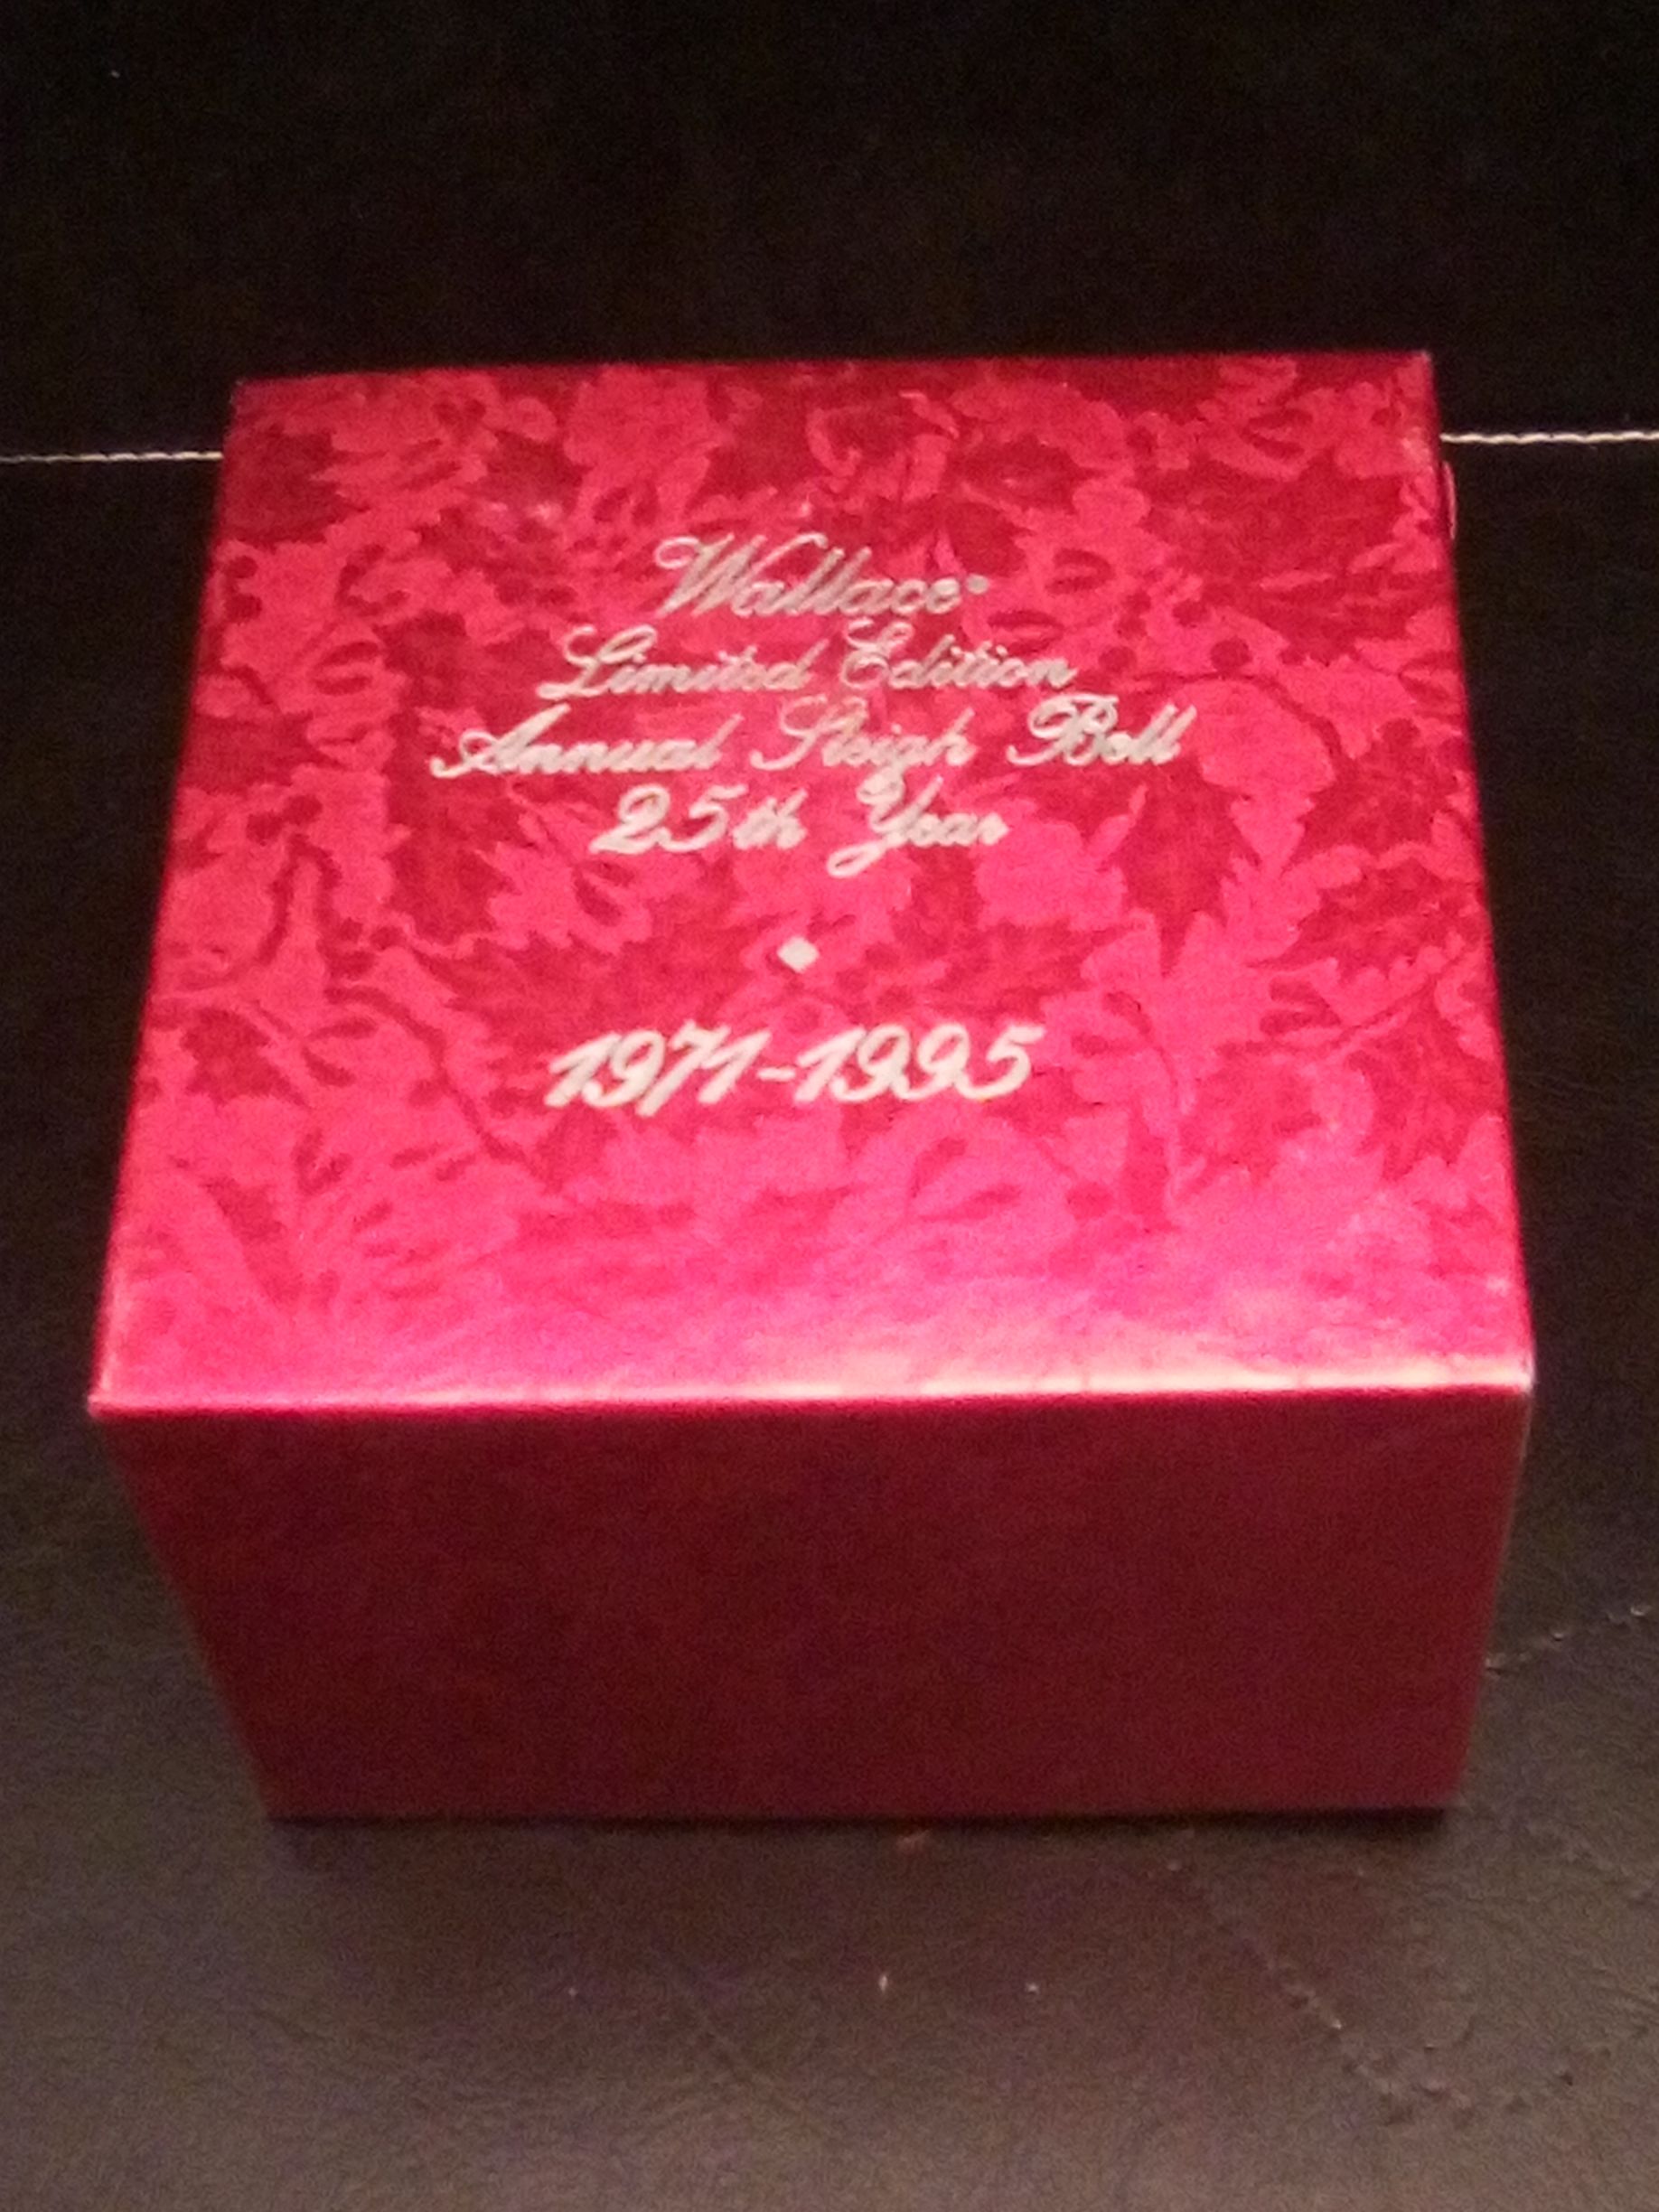 Wallace®
Limited Edition
Annual Sleigh Bell
25th Year
1971-1995